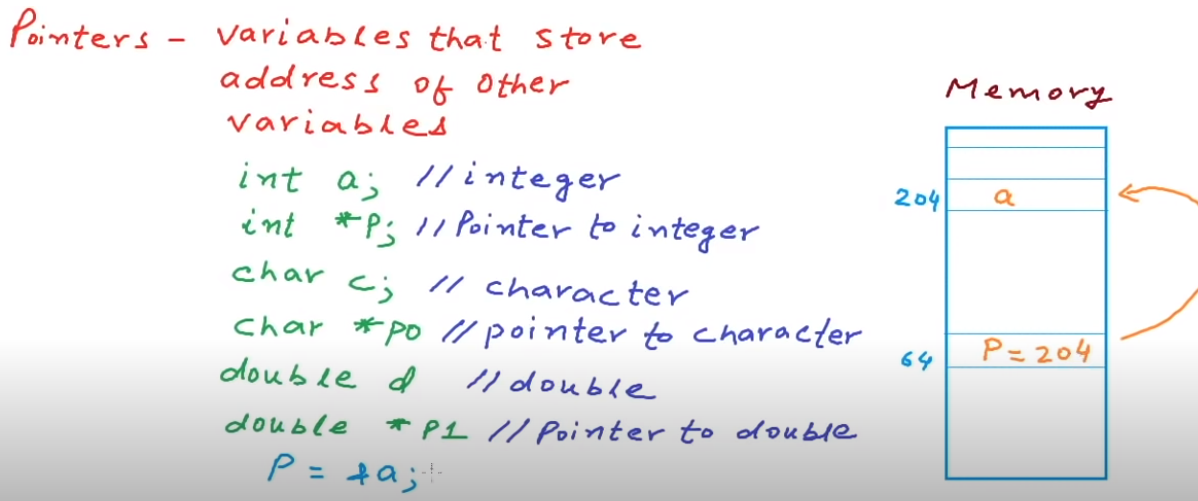 Pointers - variables that store
address of other
variables
int a; // integer
int *P; // Pointer to integer
char c; // character
char *po // pointer to character
double d // double
double *P1 // Pointer to double
P = &a;
Memory
204 a
64 P = 204